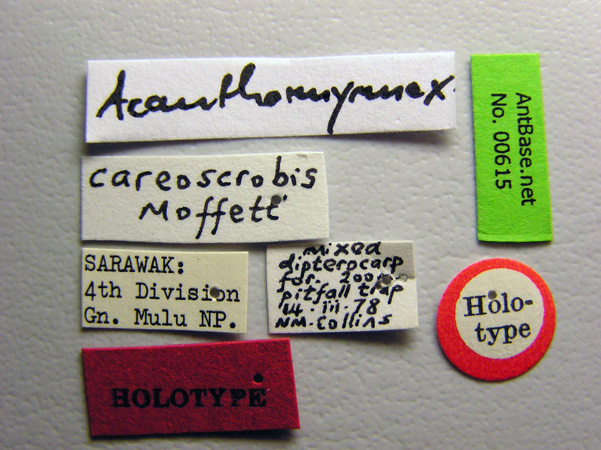 Acanthomyrmex.
careoscrobis
Moffett
SARAWAK:
4th Division
Gn. Mulu NP.
mixed
dipterocarp
for. 200m.
pitfall trap
14.iii.78
NM.Collins
HOLOTYPE
AntBase.net
No. 00615
Holo-
type